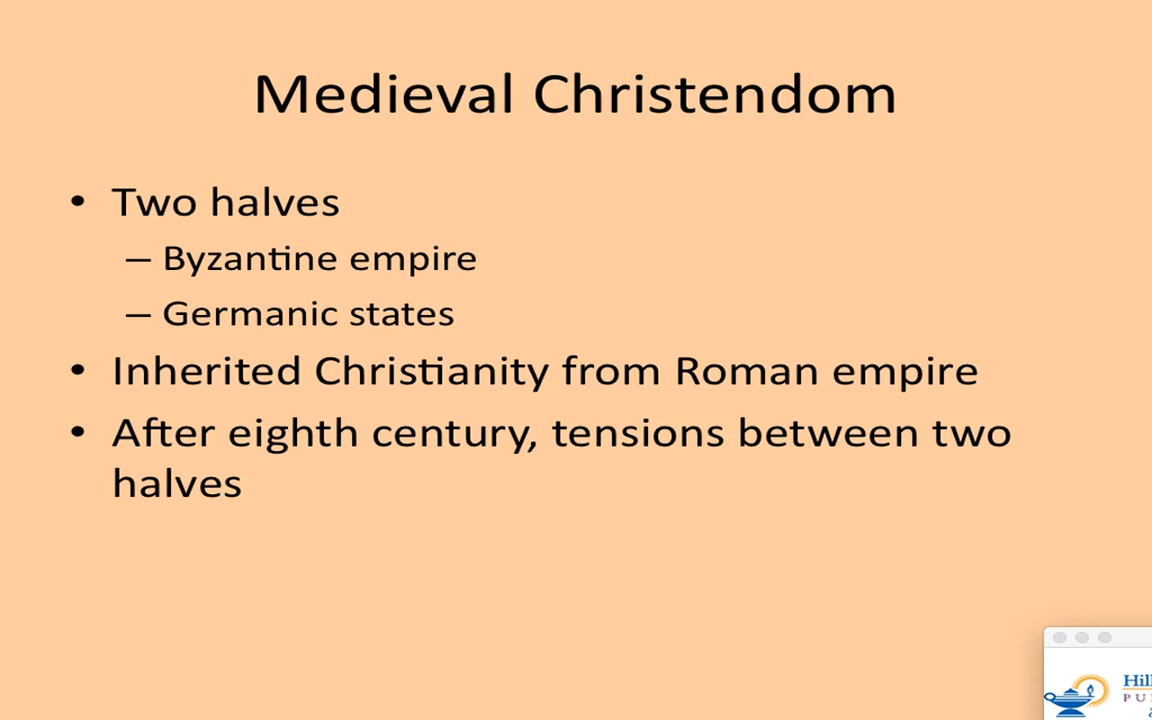 Medieval Christendom
• Two halves
– Byzantine empire
– Germanic states
• Inherited Christianity from Roman empire
• After eighth century, tensions between two
halves